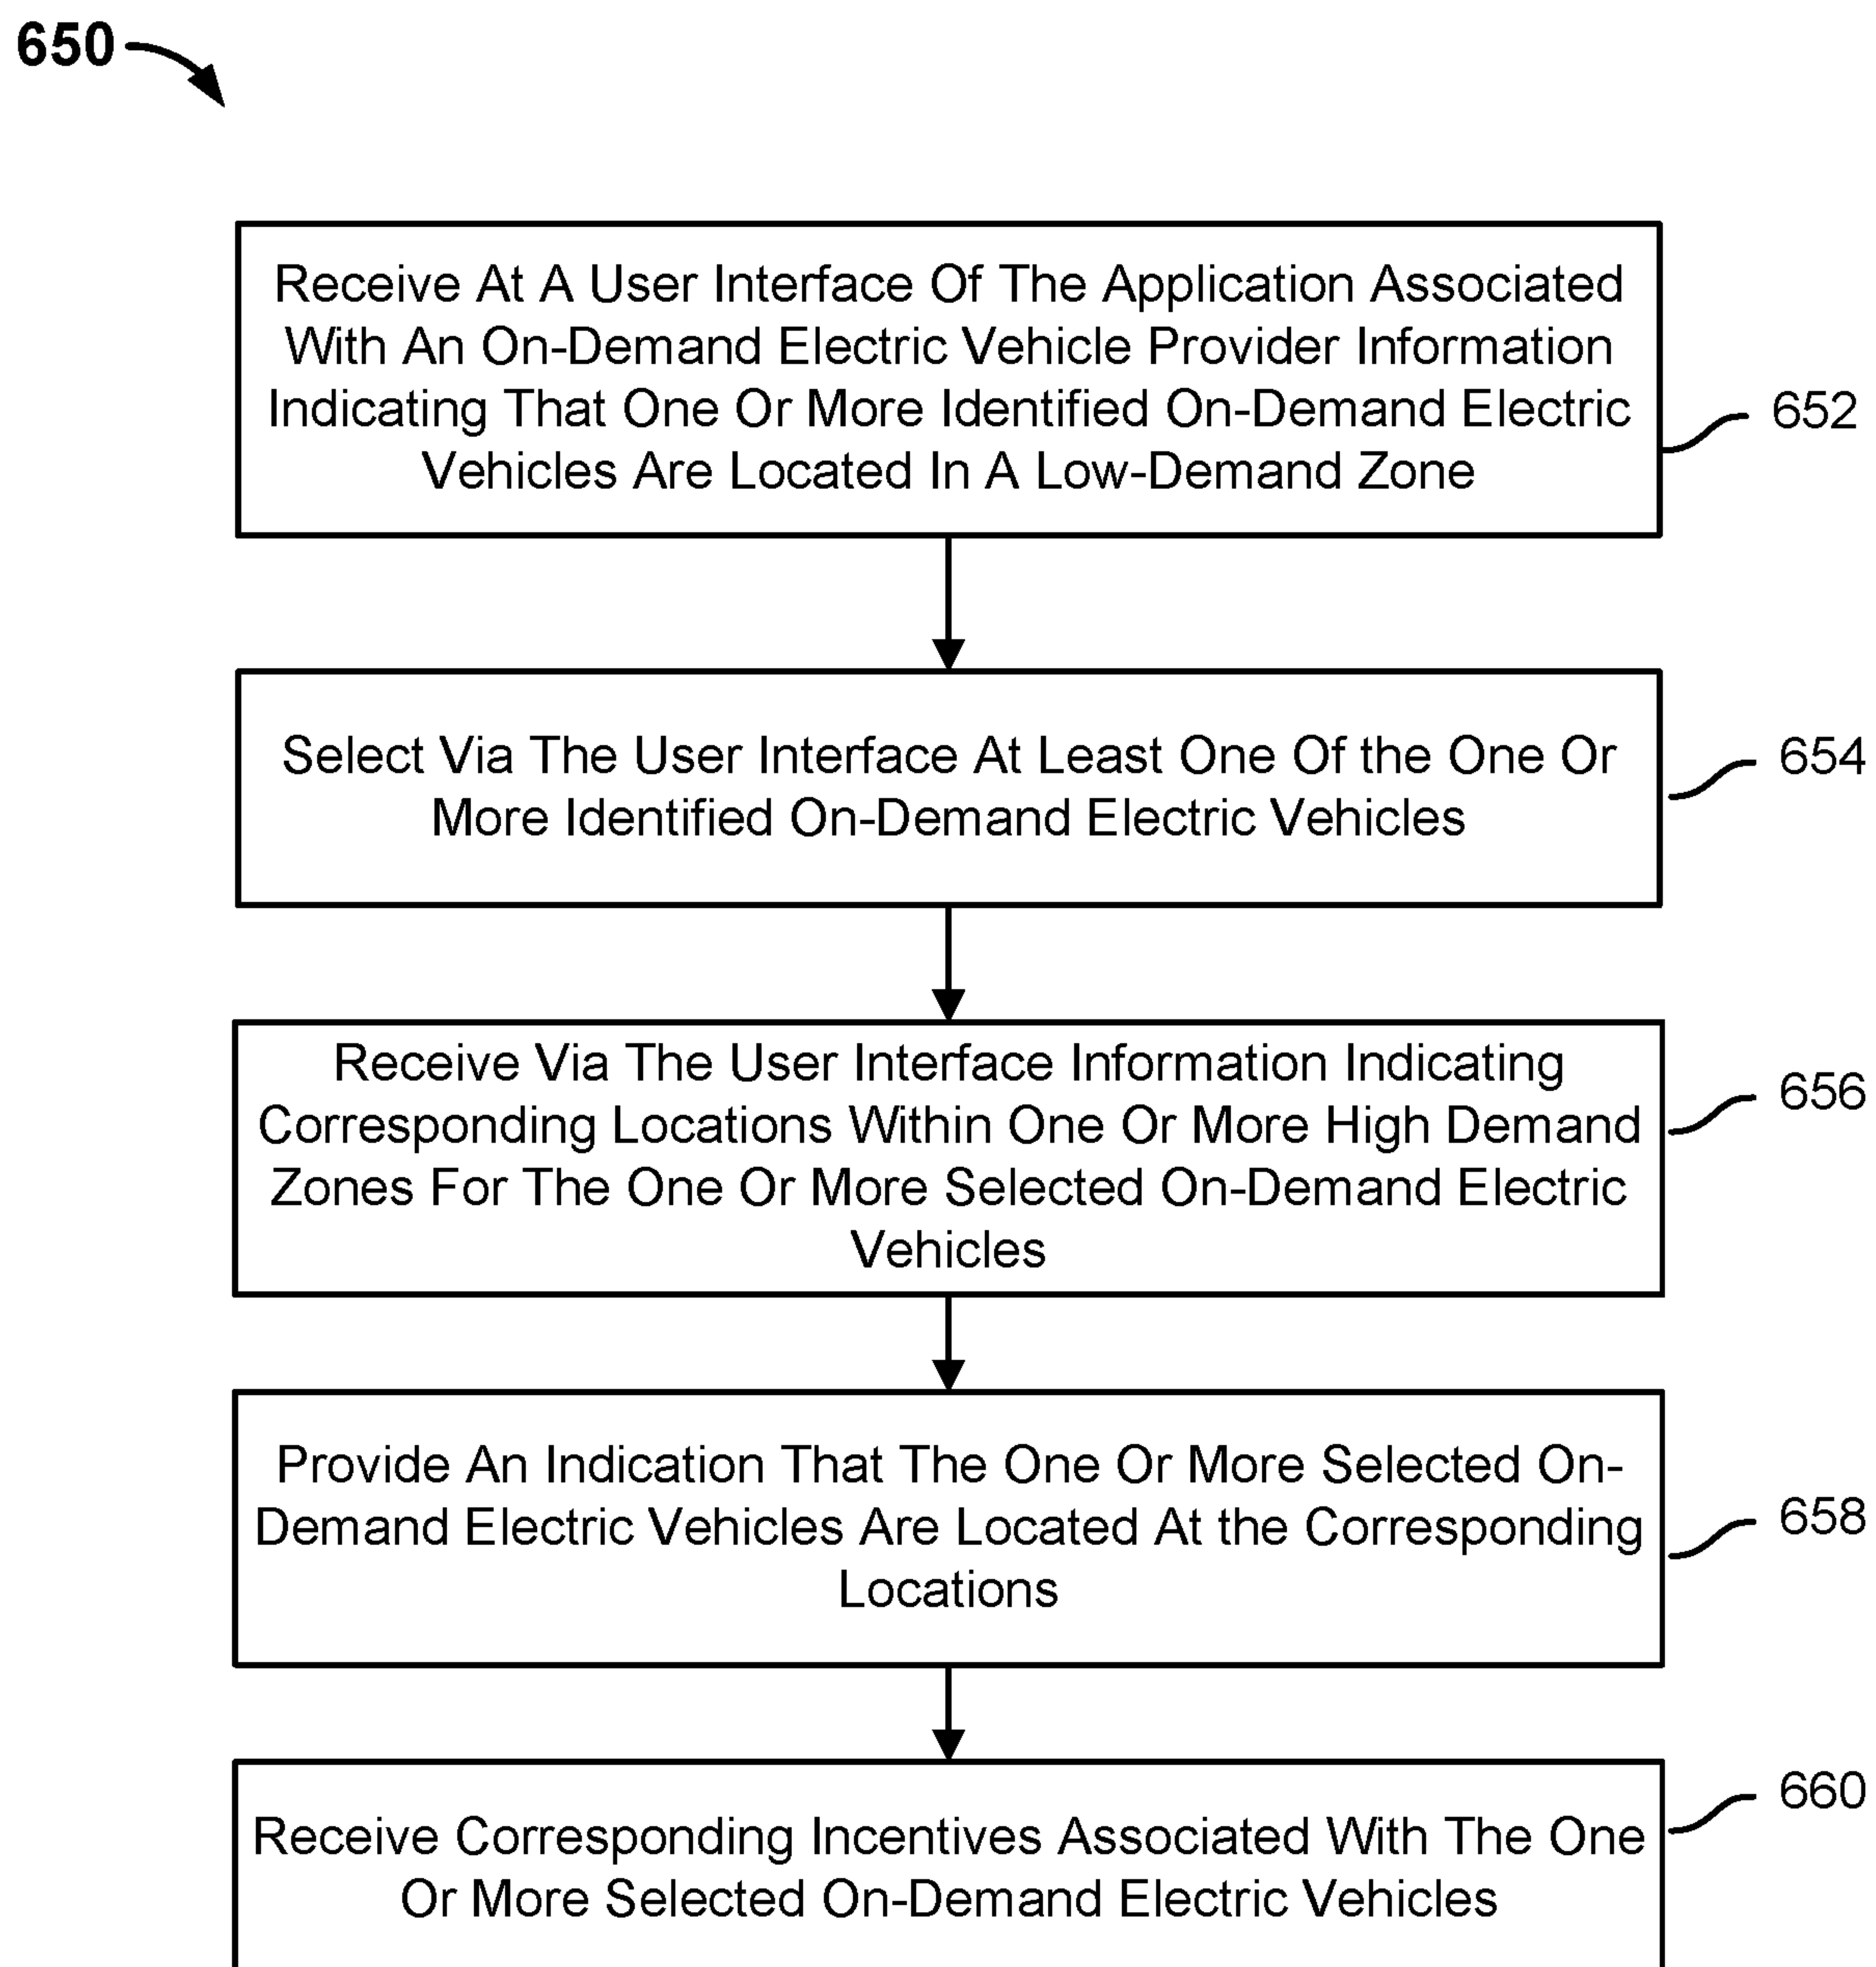 650
Receive At A User Interface Of The Application Associated
With An On-Demand Electric Vehicle Provider Information
Indicating That One Or More Identified On-Demand Electric
Vehicles Are Located In A Low-Demand Zone
652
Select Via The User Interface At Least One Of the One Or
More Identified On-Demand Electric Vehicles
654
Receive Via The User Interface Information Indicating
Corresponding Locations Within One Or More High Demand
Zones For The One Or More Selected On-Demand Electric
Vehicles
656
Provide An Indication That The One Or More Selected On-
Demand Electric Vehicles Are Located At the Corresponding
Locations
658
Receive Corresponding Incentives Associated With The One
Or More Selected On-Demand Electric Vehicles
660